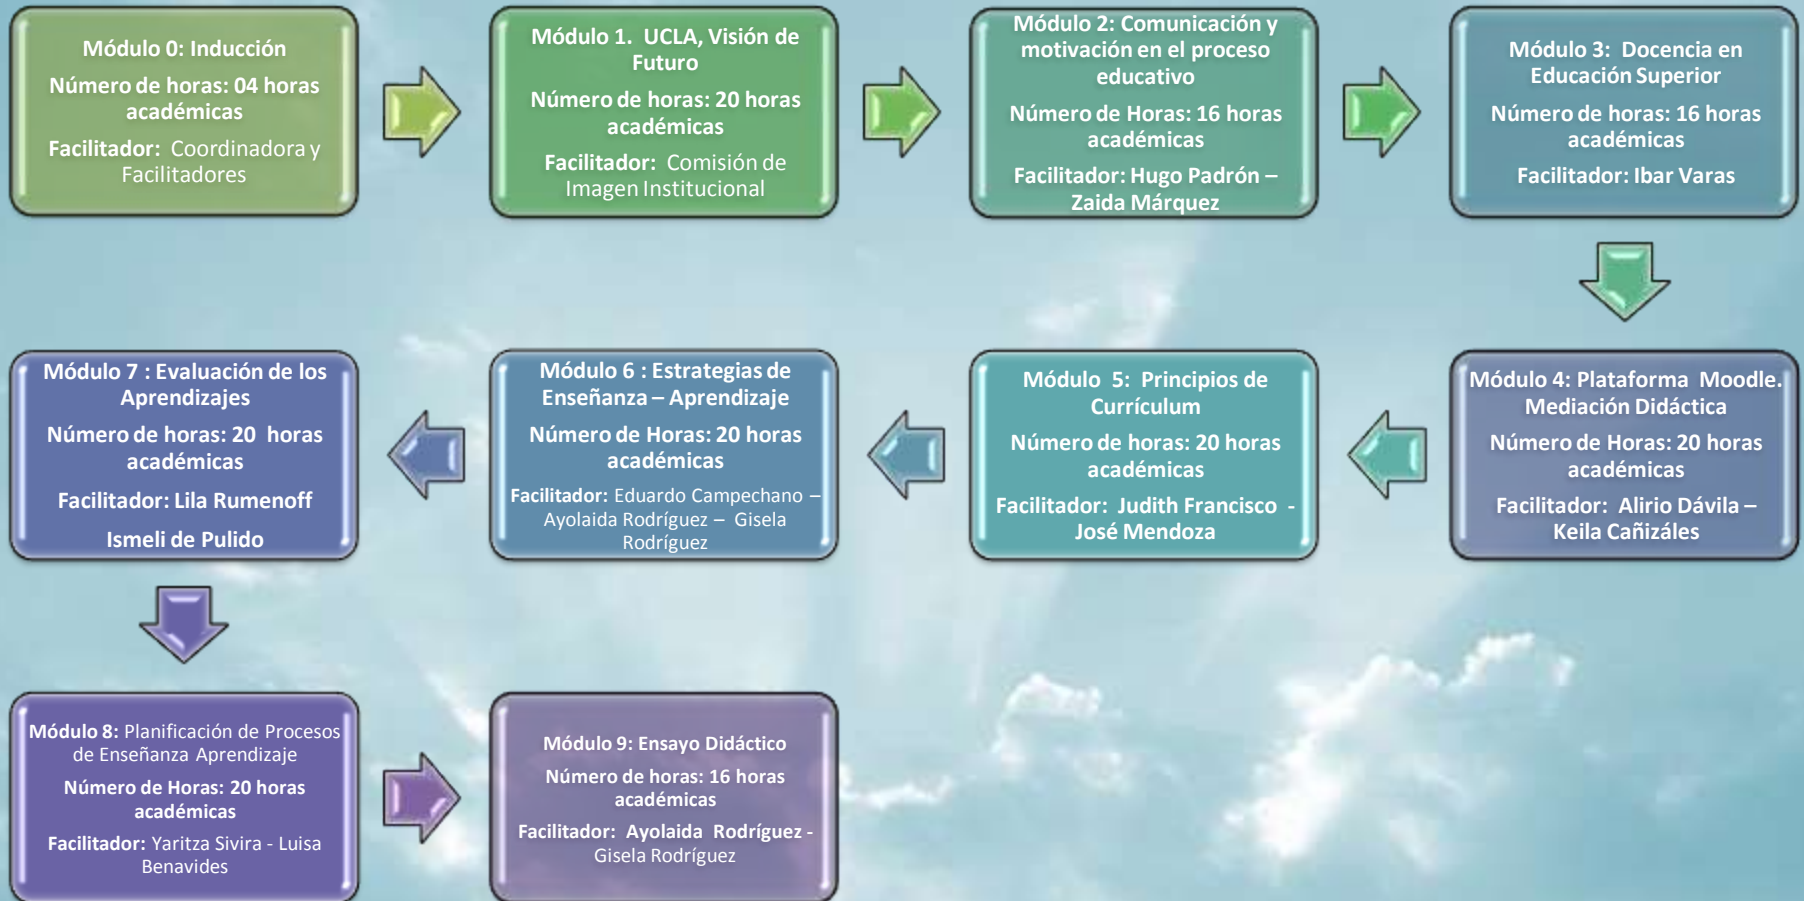 Módulo 0: Inducción
Número de horas: 04 horas
académicas
Facilitador: Coordinadora y
Facilitadores
Módulo 1. UCLA, Visión de
Futuro
Número de horas: 20 horas
académicas
Facilitador: Comisión de
Imagen Institucional
Módulo 2: Comunicación y
motivación en el proceso
educativo
Número de Horas: 16 horas
académicas
Facilitador: Hugo Padrón –
Zaida Márquez
Módulo 3: Docencia en
Educación Superior
Número de horas: 16 horas
académicas
Facilitador: Ibar Varas
Módulo 4: Plataforma Moodle.
Mediación Didáctica
Número de Horas: 20 horas
académicas
Facilitador: Alirio Dávila –
Keila Cañizáles
Módulo 5: Principios de
Currículum
Número de horas: 20 horas
académicas
Facilitador: Judith Francisco -
José Mendoza
Módulo 6 : Estrategias de
Enseñanza – Aprendizaje
Número de Horas: 20 horas
académicas
Facilitador: Eduardo Campechano –
Ayolaida Rodríguez – Gisela
Rodríguez
Módulo 7 : Evaluación de los
Aprendizajes
Número de horas: 20 horas
académicas
Facilitador: Lila Rumenoff
Ismeli de Pulido
Módulo 8: Planificación de Procesos
de Enseñanza Aprendizaje
Número de Horas: 20 horas
académicas
Facilitador: Yaritza Sivira - Luisa
Benavides
Módulo 9: Ensayo Didáctico
Número de horas: 16 horas
académicas
Facilitador: Ayolaida Rodríguez -
Gisela Rodríguez